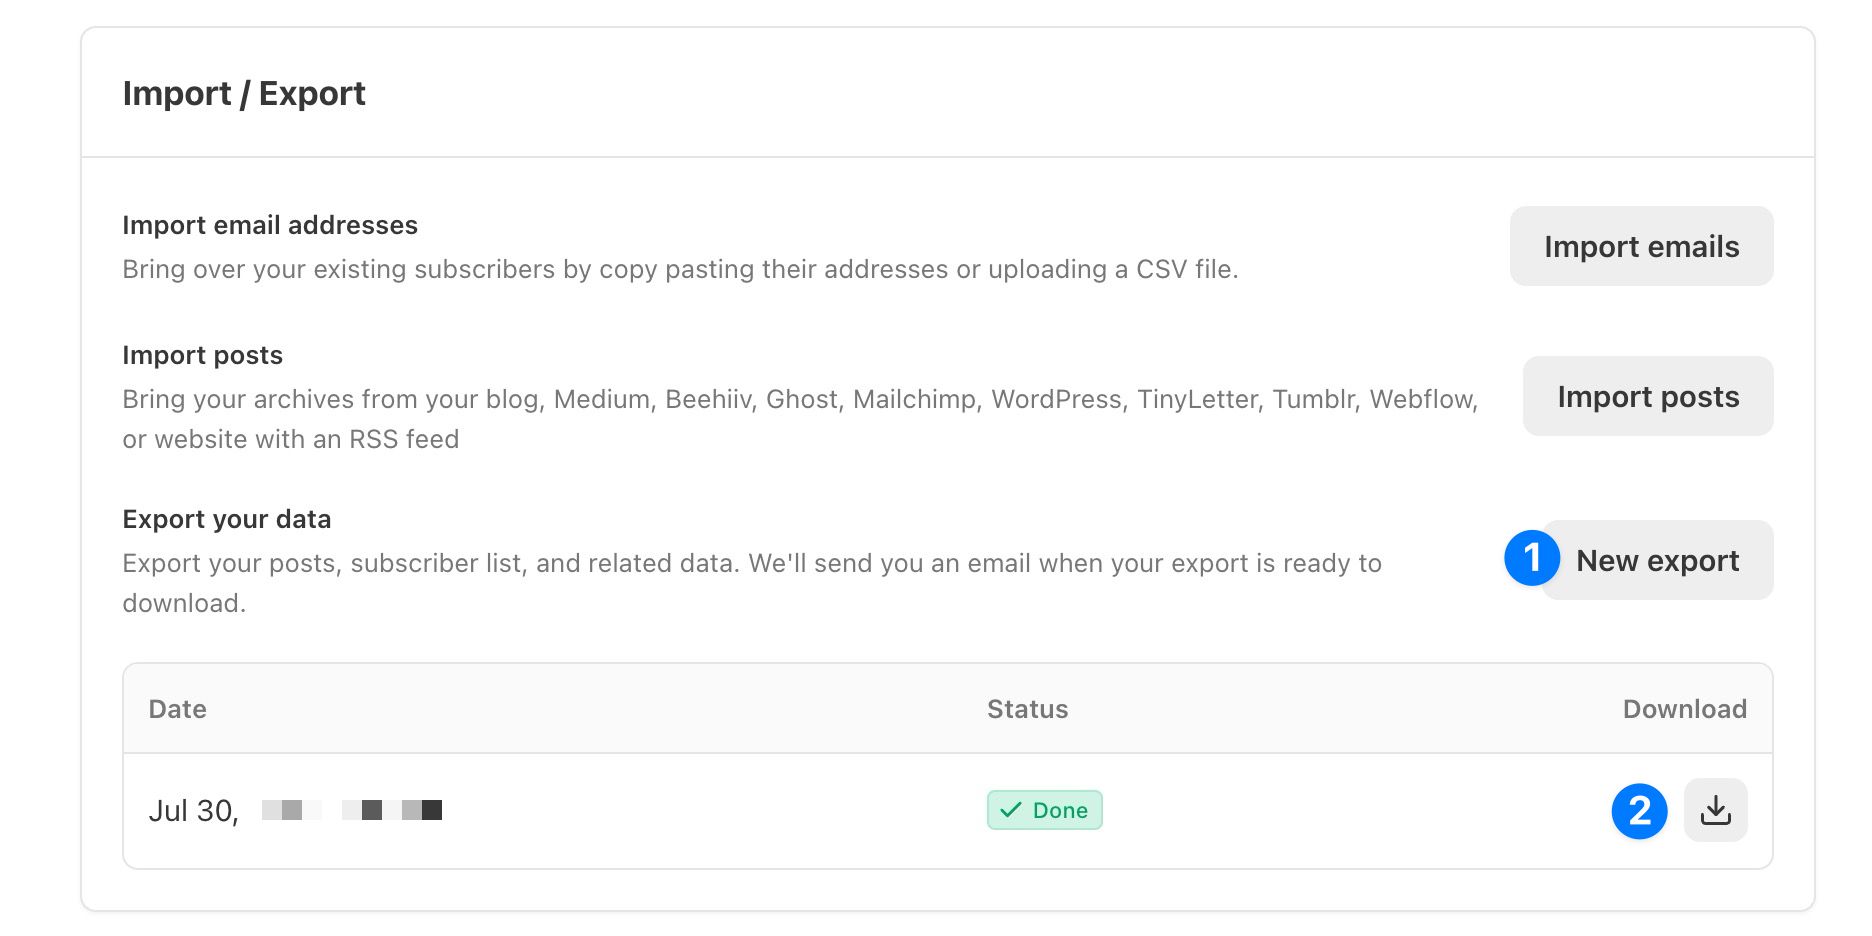 Import / Export
Import email addresses
Bring over your existing subscribers by copy pasting their addresses or uploading a CSV file.
Import emails
Import posts
Bring your archives from your blog, Medium, Beehiiv, Ghost, Mailchimp, WordPress, TinyLetter, Tumblr, Webflow,
or website with an RSS feed
Import posts
Export your data
Export your posts, subscriber list, and related data. We'll send you an email when your export is ready to
download.
1 New export
Date Status Download
Jul 30, Done 2